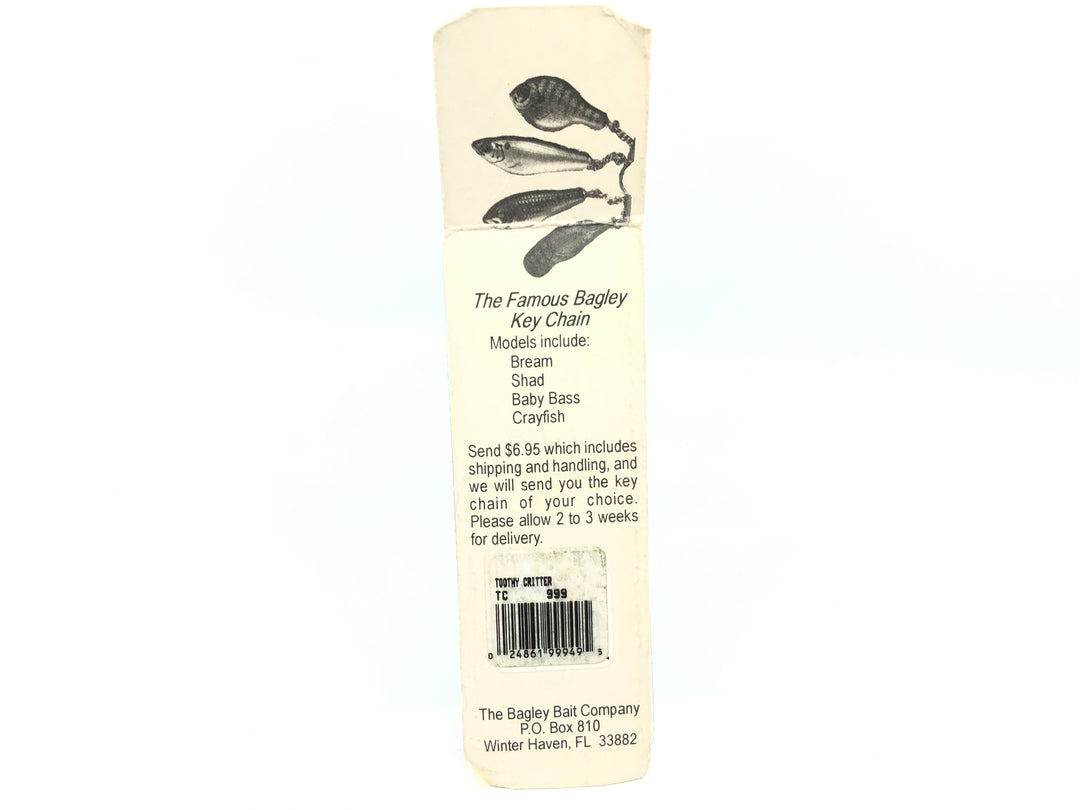 The Famous Bagley
Key Chain
Models include:
Bream
Shad
Baby Bass
Crayfish
Send $6.95 which includes
shipping and handling, and
we will send you the key
chain of your choice.
Please allow 2 to 3 weeks
for delivery.
TOOTHY CRITTER
TC 999
0 24861 99949 5
The Bagley Bait Company
P.O. Box 810
Winter Haven, FL 33882